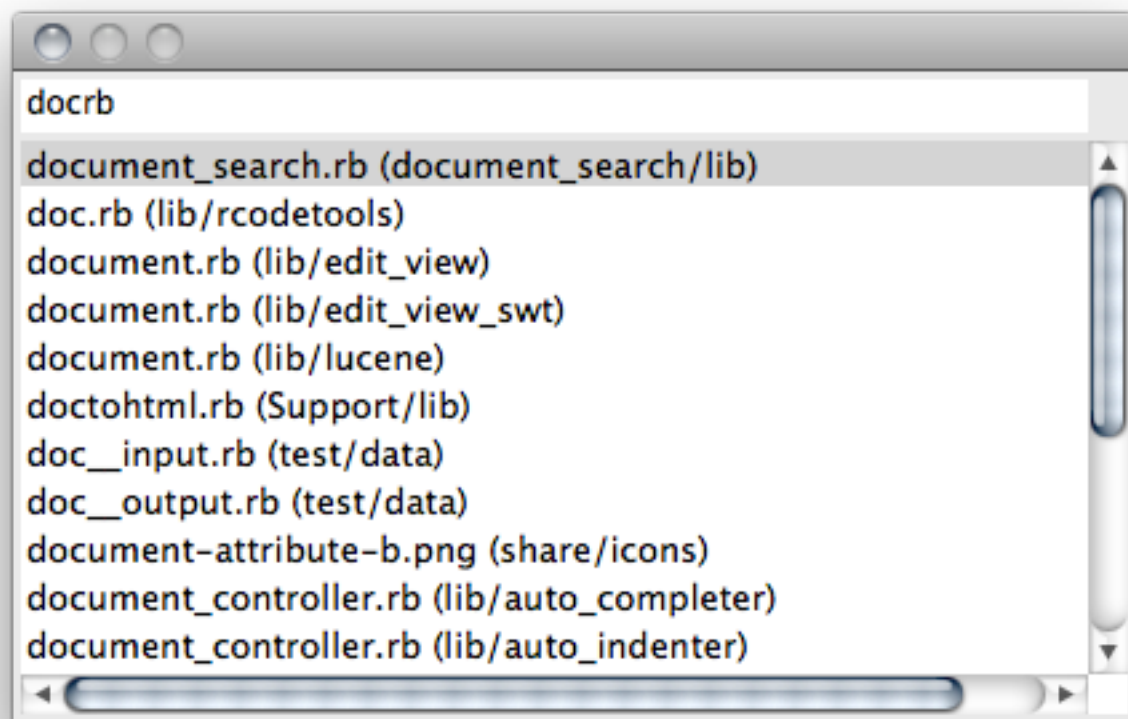 docrb
document_search.rb (document_search/lib)
doc.rb (lib/rcodetools)
document.rb (lib/edit_view)
document.rb (lib/edit_view_swt)
document.rb (lib/lucene)
doctohtml.rb (Support/lib)
doc__input.rb (test/data)
doc__output.rb (test/data)
document-attribute-b.png (share/icons)
document_controller.rb (lib/auto_completer)
document_controller.rb (lib/auto_indenter)